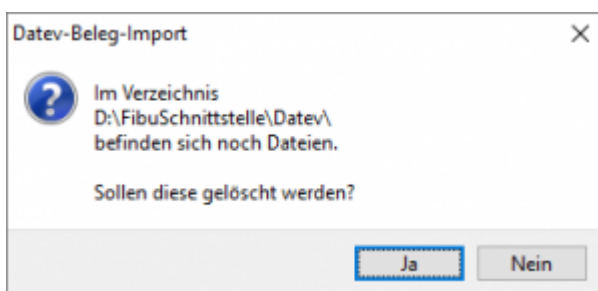 Datev-Beleg-Import
Im Verzeichnis
D:\FibuSchnittstelle\Datev\
befinden sich noch Dateien.
Sollen diese gelöscht werden?
Ja
Nein